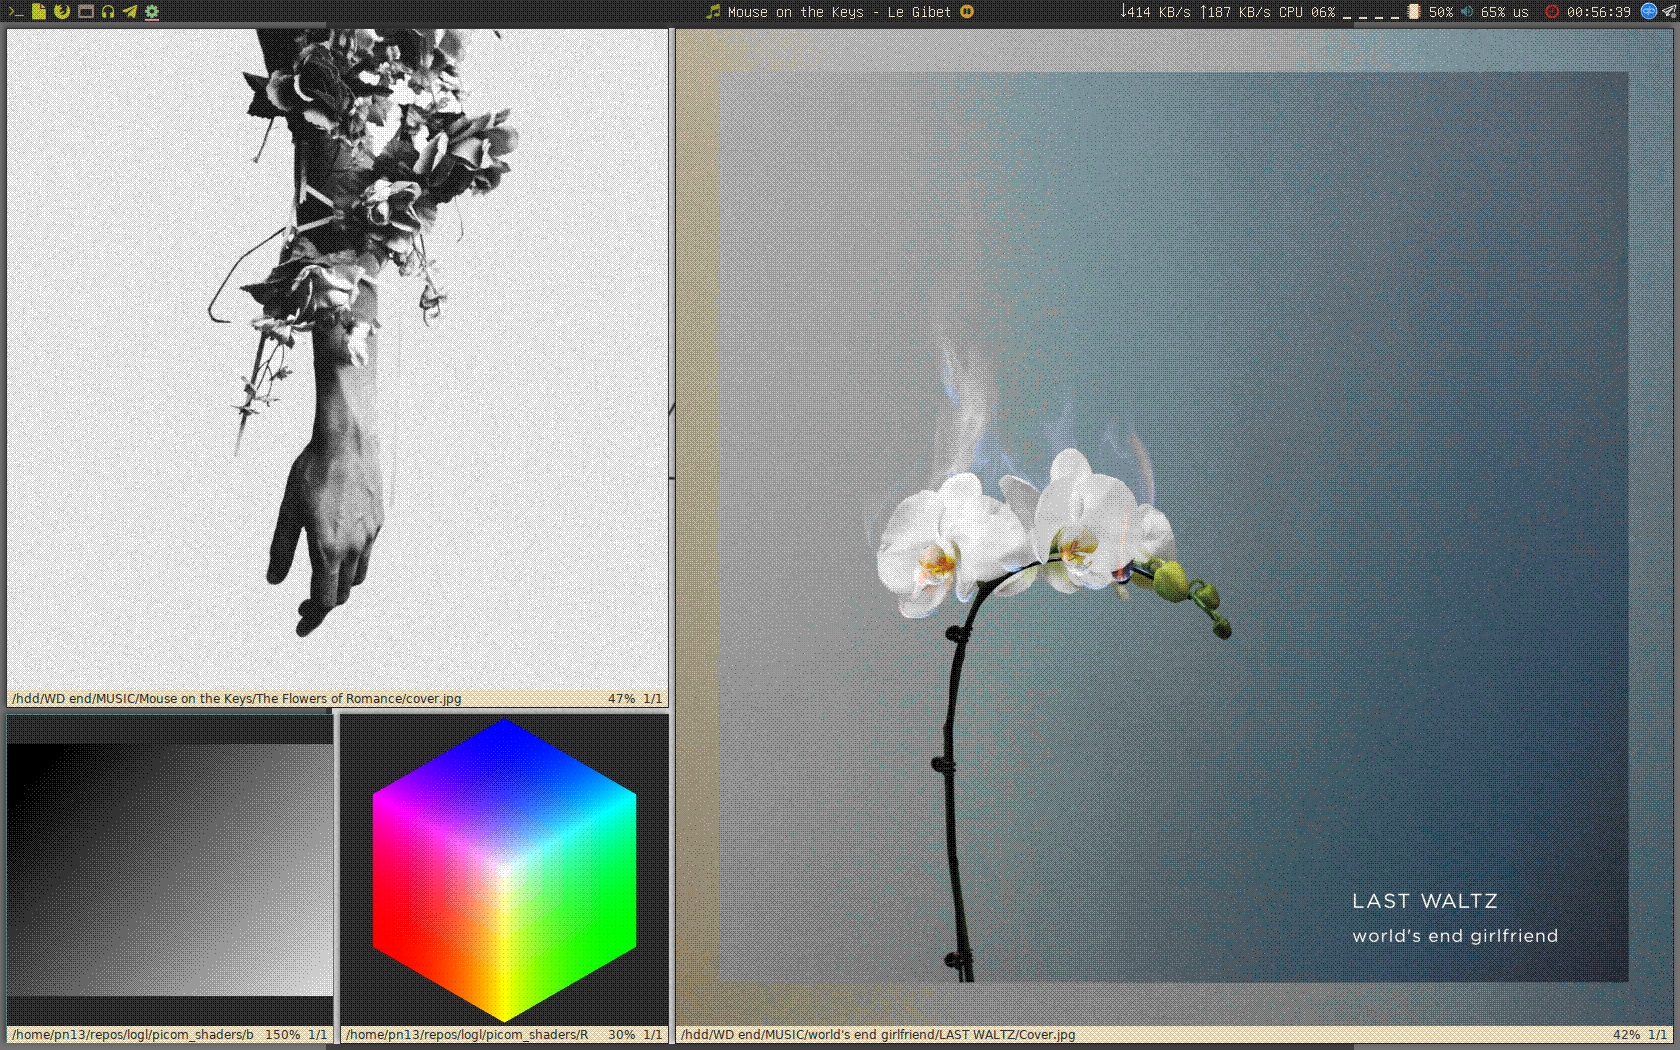 Mouse on the Keys - Le Gibet
↓414 KB/s ↑187 KB/s CPU 06% 50% 65% us 00:56:39
/hdd/WD end/MUSIC/Mouse on the Keys/The Flowers of Romance/cover.jpg 47% 1/1
LAST WALTZ
world's end girlfriend
/home/pn13/repos/logl/picom_shaders/b 150% 1/1
/home/pn13/repos/logl/picom_shaders/R 30% 1/1
/hdd/WD end/MUSIC/world's end girlfriend/LAST WALTZ/Cover.jpg 42% 1/1